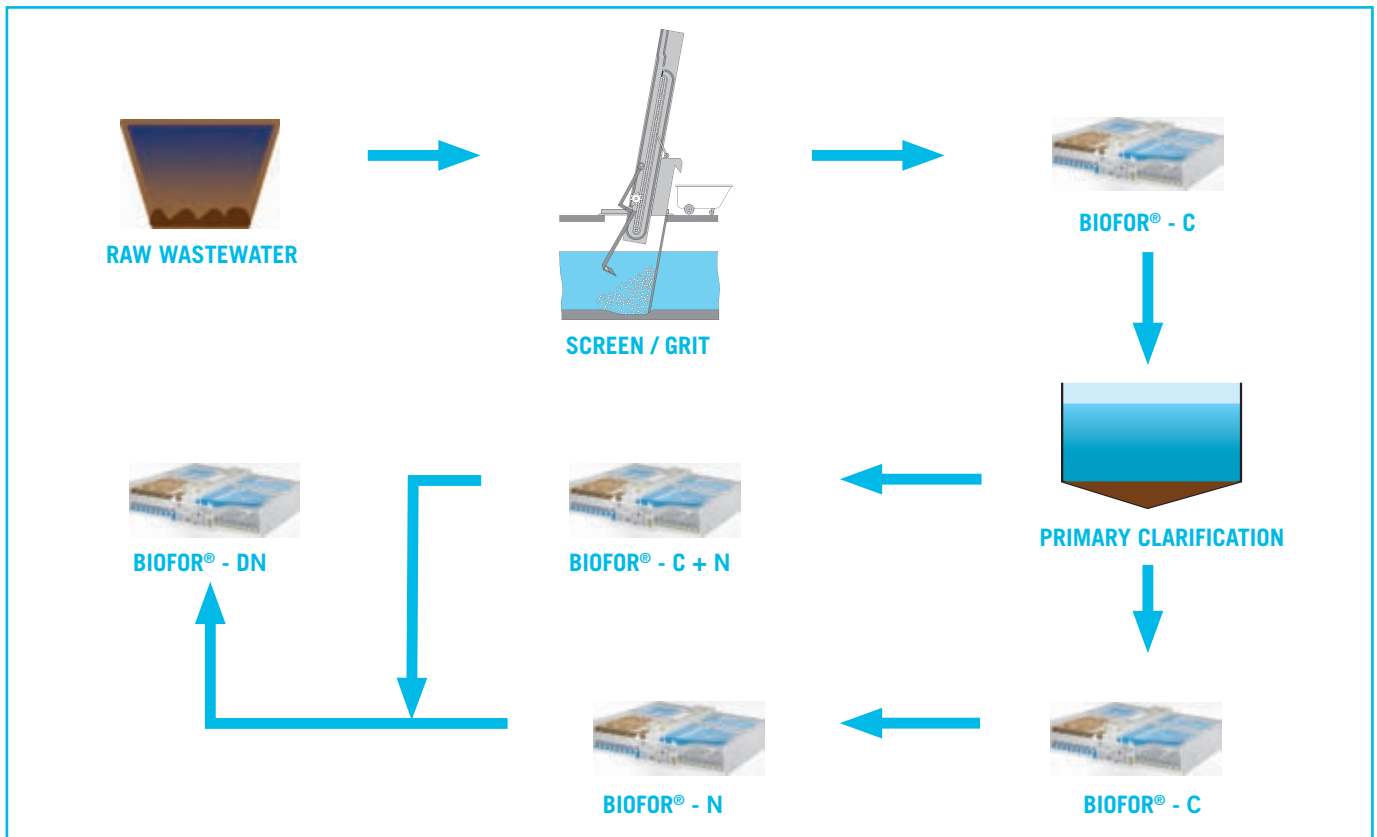 RAW WASTEWATER
SCREEN / GRIT
BIOFOR® - C
PRIMARY CLARIFICATION
BIOFOR® - DN
BIOFOR® - C + N
BIOFOR® - N
BIOFOR® - C